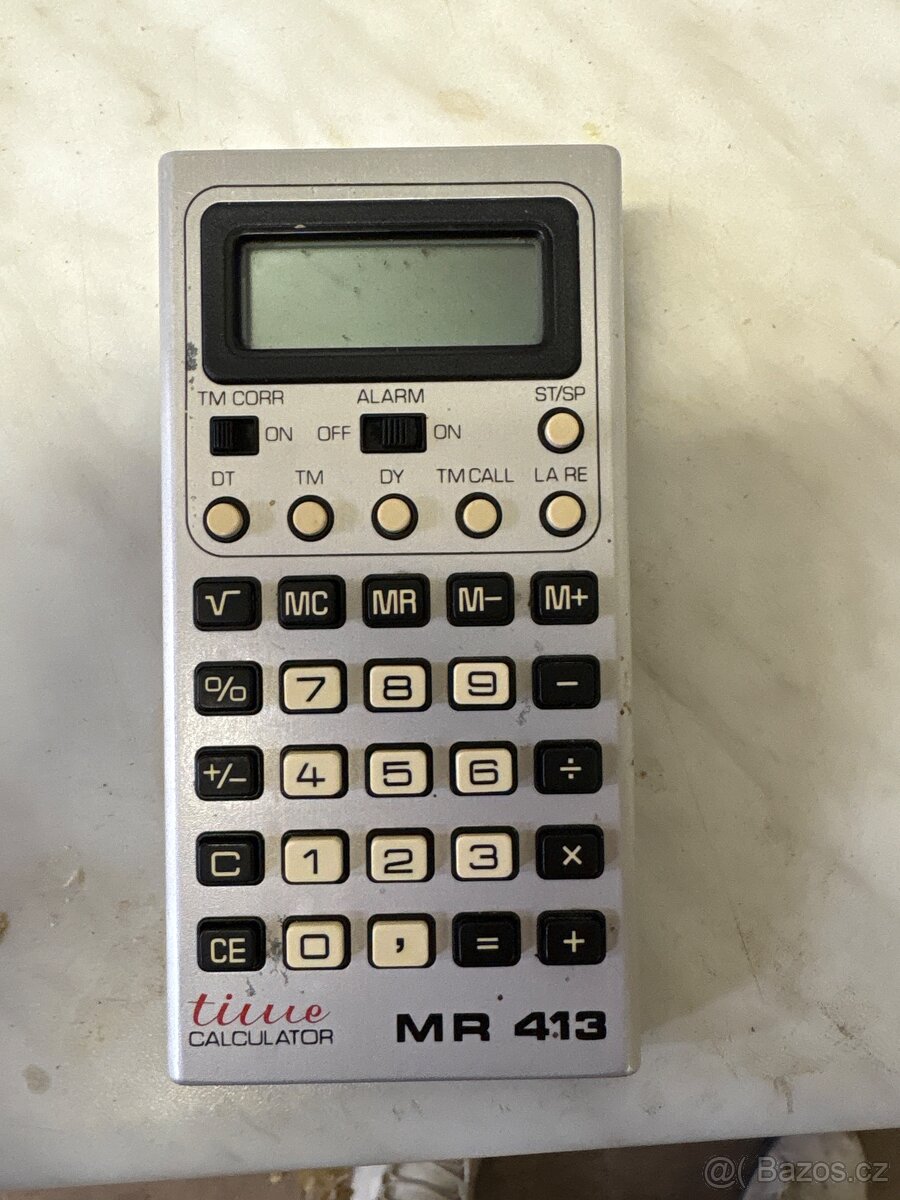 TM CORR ALARM ST/SP
ON OFF ON
DT TM DY TM CALL LA RE
√ MC MR M− M+
% 7 8 9 −
+/− 4 5 6 ÷
C 1 2 3 ×
CE 0 , = +
time
CALCULATOR MR 413
@( Bazos.cz